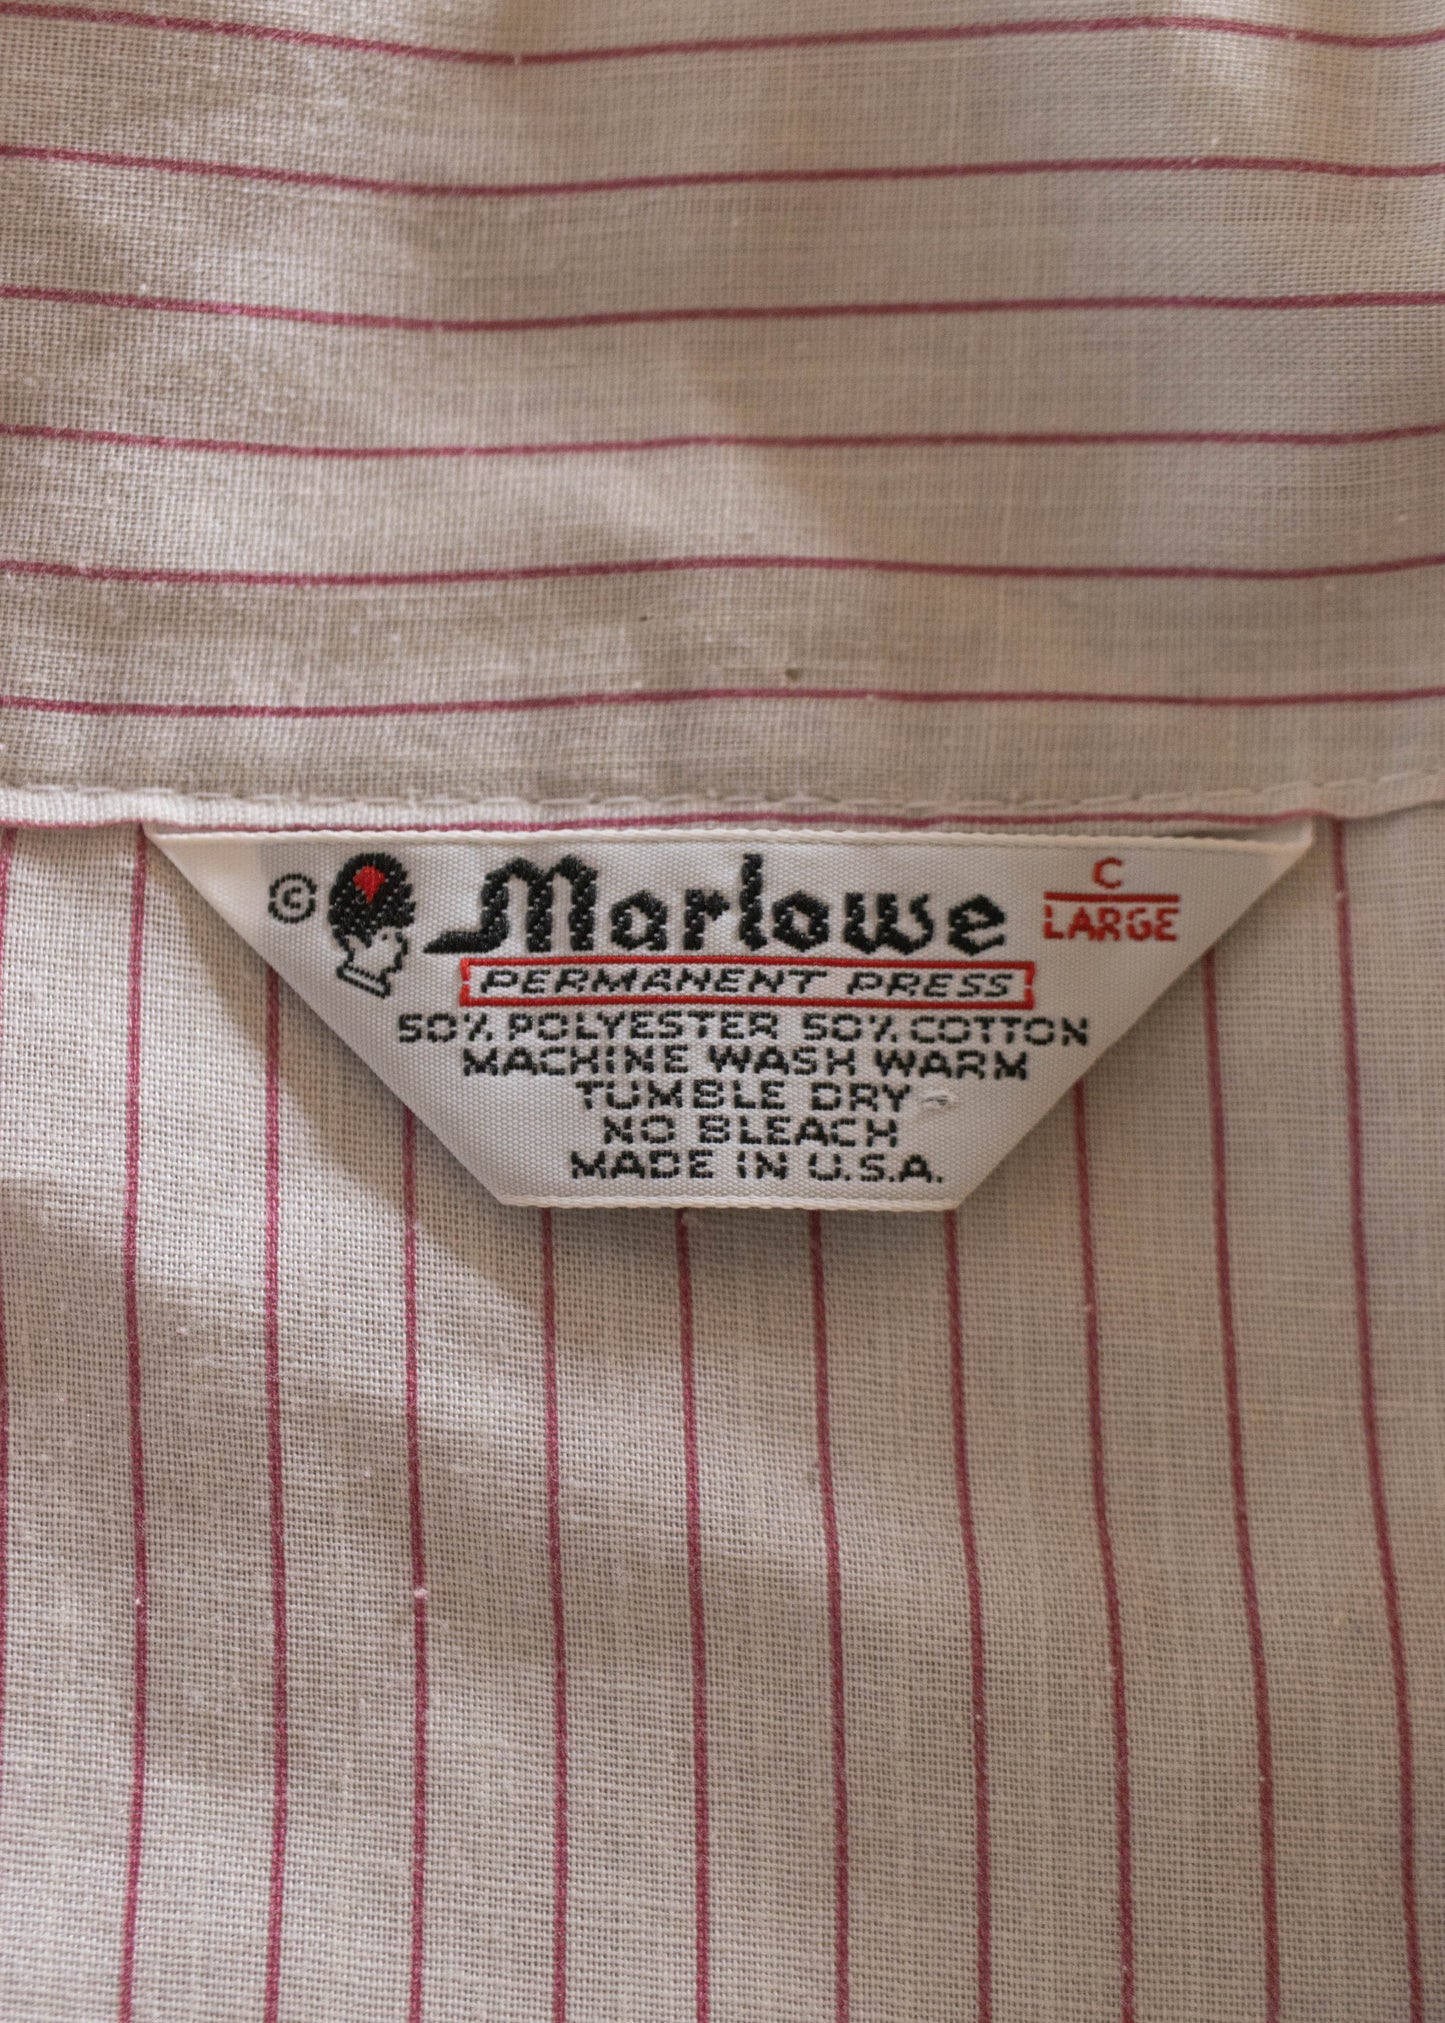 © Marlowe
C
LARGE
PERMANENT PRESS
50% POLYESTER 50% COTTON
MACHINE WASH WARM
TUMBLE DRY
NO BLEACH
MADE IN U.S.A.